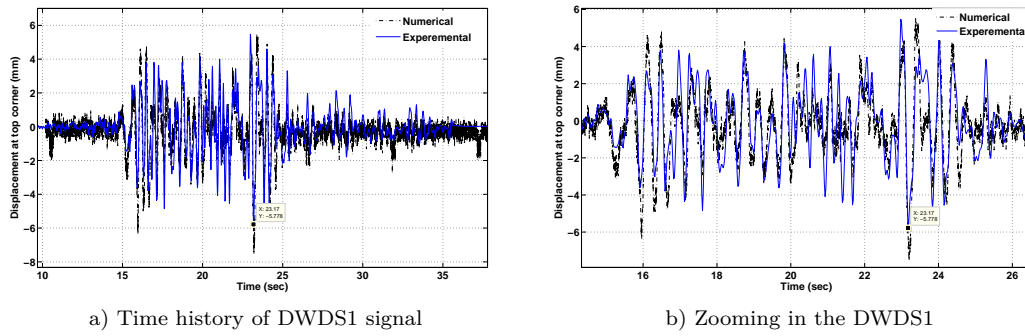 6
4
2
0
−2
−4
−6
−8
Displacement at top corner (mm)
Numerical
Experemental
X: 23.17
Y: −5.778
10
15
20
25
30
35
Time (sec)
a) Time history of DWDS1 signal
6
4
2
0
−2
−4
−6
Displacement at top corner (mm)
Numerical
Experemental
X: 23.17
Y: −5.778
16
18
20
22
24
26
Time (sec)
b) Zooming in the DWDS1